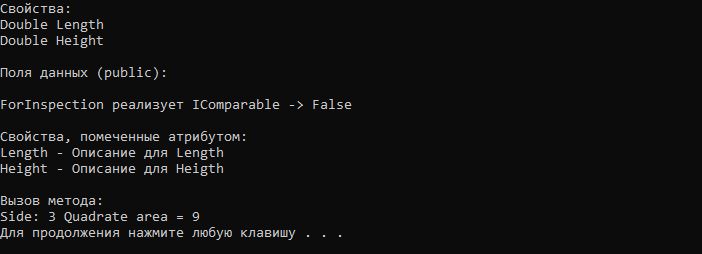 Свойства:
Double Length
Double Height
Поля данных (public):
ForInspection реализует IComparable -> False
Свойства, помеченные атрибутом:
Length - Описание для Length
Height - Описание для Heigth
Вызов метода:
Side: 3 Quadrate area = 9
Для продолжения нажмите любую клавишу . . .